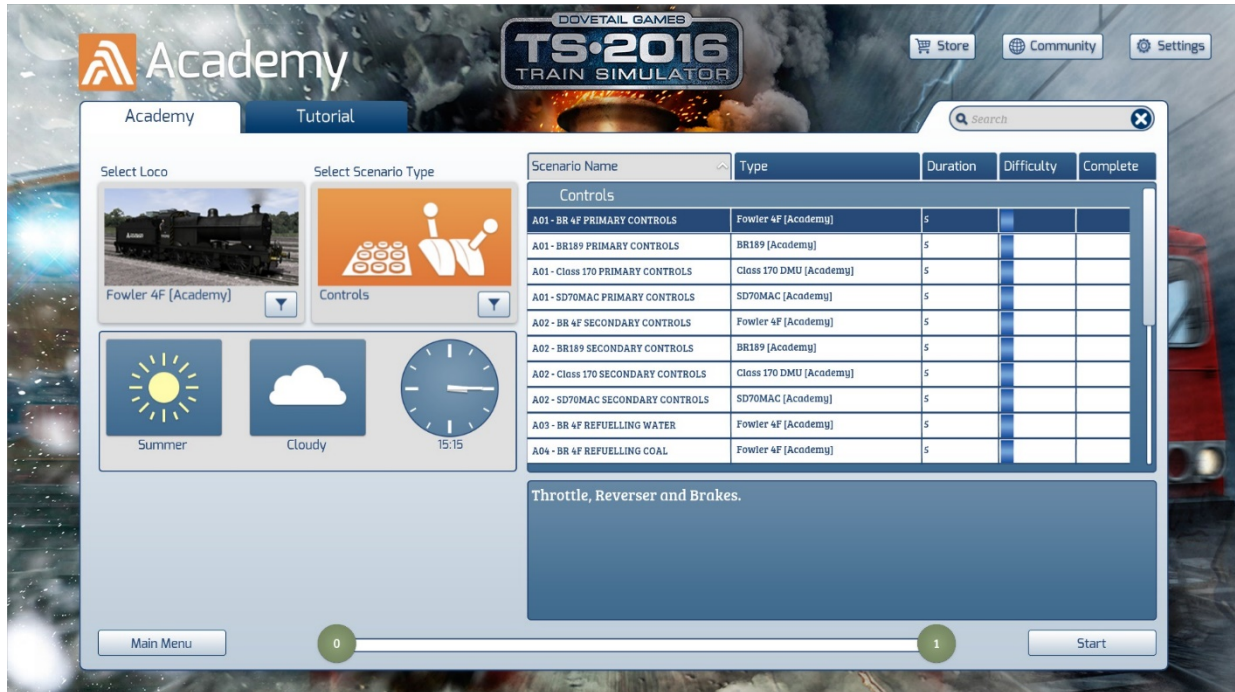 DOVETAIL GAMES
TS•2016
TRAIN SIMULATOR
Academy
Store
Community
Settings
Academy
Tutorial
Search
Select Loco
Select Scenario Type
Fowler 4F [Academy]
Controls
Summer
Cloudy
15:15
Scenario Name Type Duration Difficulty Complete
Controls
A01 - BR 4F PRIMARY CONTROLS Fowler 4F [Academy] 5
A01 - BR189 PRIMARY CONTROLS BR189 [Academy] 5
A01 - Class 170 PRIMARY CONTROLS Class 170 DMU [Academy] 5
A01 - SD70MAC PRIMARY CONTROLS SD70MAC [Academy] 5
A02 - BR 4F SECONDARY CONTROLS Fowler 4F [Academy] 5
A02 - BR189 SECONDARY CONTROLS BR189 [Academy] 5
A02 - Class 170 SECONDARY CONTROLS Class 170 DMU [Academy] 5
A02 - SD70MAC SECONDARY CONTROLS SD70MAC [Academy] 5
A03 - BR 4F REFUELLING WATER Fowler 4F [Academy] 5
A04 - BR 4F REFUELLING COAL Fowler 4F [Academy] 5
Throttle, Reverser and Brakes.
Main Menu
0
1
Start